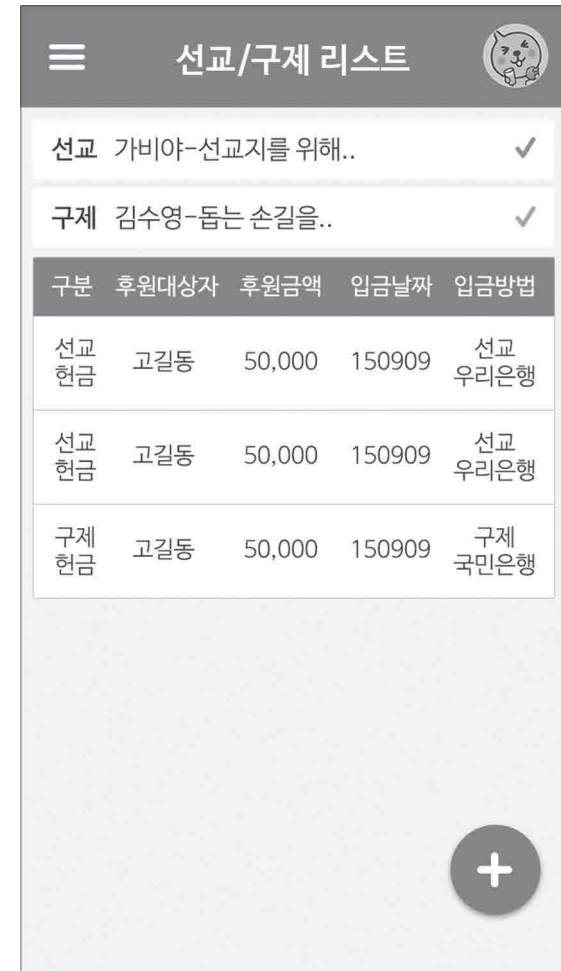 선교/구제 리스트
선교 가비야-선교지를 위해..
구제 김수영-돕는 손길을..
구분 후원대상자 후원금액 입금날짜 입금방법
선교 헌금 고길동 50,000 150909 선교 우리은행
선교 헌금 고길동 50,000 150909 선교 우리은행
구제 헌금 고길동 50,000 150909 구제 국민은행